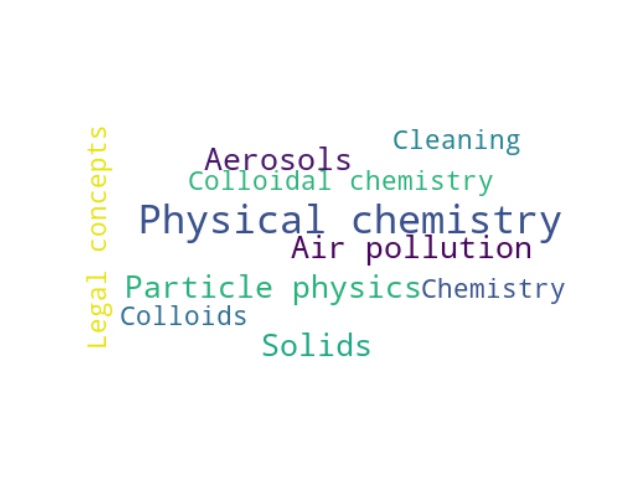 Cleaning
Aerosols
Colloidal chemistry
Physical chemistry
Air pollution
Particle physics
Chemistry
Colloids
Solids
Legal concepts